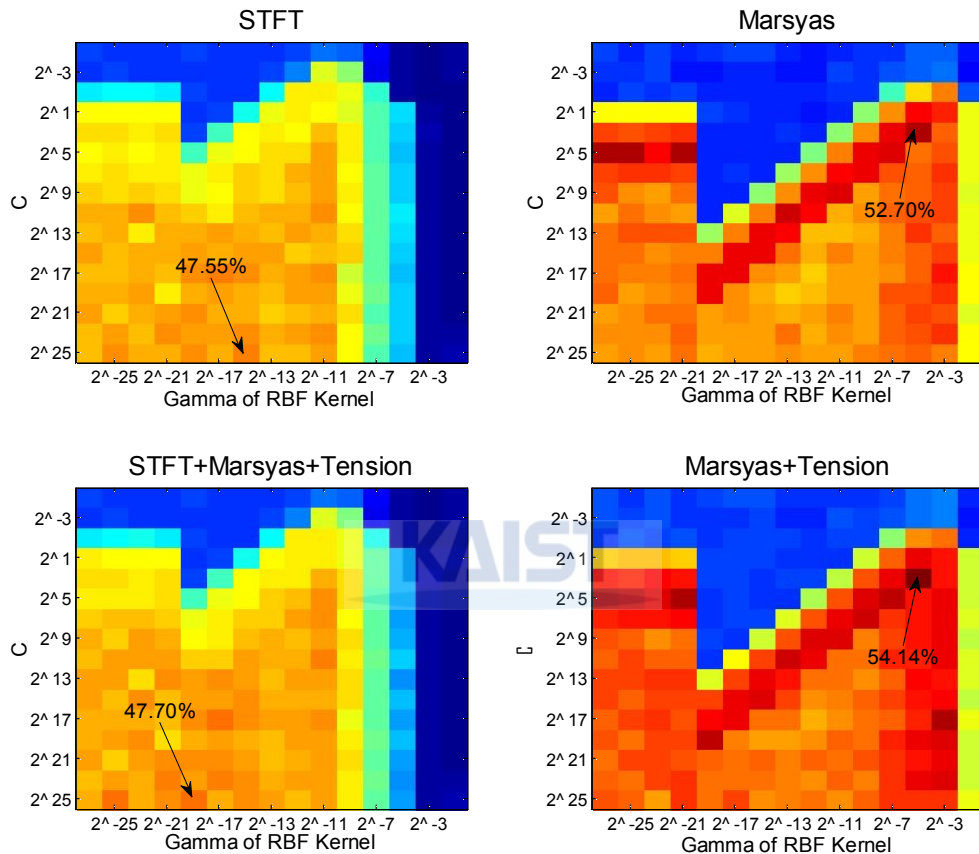 STFT
2^ -3
2^ 1
2^ 5
2^ 9
2^ 13
2^ 17
2^ 21
2^ 25
C
47.55%
2^ -25 2^ -21 2^ -17 2^ -13 2^ -11 2^ -7 2^ -3
Gamma of RBF Kernel
Marsyas
2^ -3
2^ 1
2^ 5
2^ 9
2^ 13
2^ 17
2^ 21
2^ 25
C
52.70%
2^ -25 2^ -21 2^ -17 2^ -13 2^ -11 2^ -7 2^ -3
Gamma of RBF Kernel
STFT+Marsyas+Tension
2^ -3
2^ 1
2^ 5
2^ 9
2^ 13
2^ 17
2^ 21
2^ 25
C
47.70%
2^ -25 2^ -21 2^ -17 2^ -13 2^ -11 2^ -7 2^ -3
Gamma of RBF Kernel
Marsyas+Tension
2^ -3
2^ 1
2^ 5
2^ 9
2^ 13
2^ 17
2^ 21
2^ 25
C
54.14%
2^ -25 2^ -21 2^ -17 2^ -13 2^ -11 2^ -7 2^ -3
Gamma of RBF Kernel
KAIST